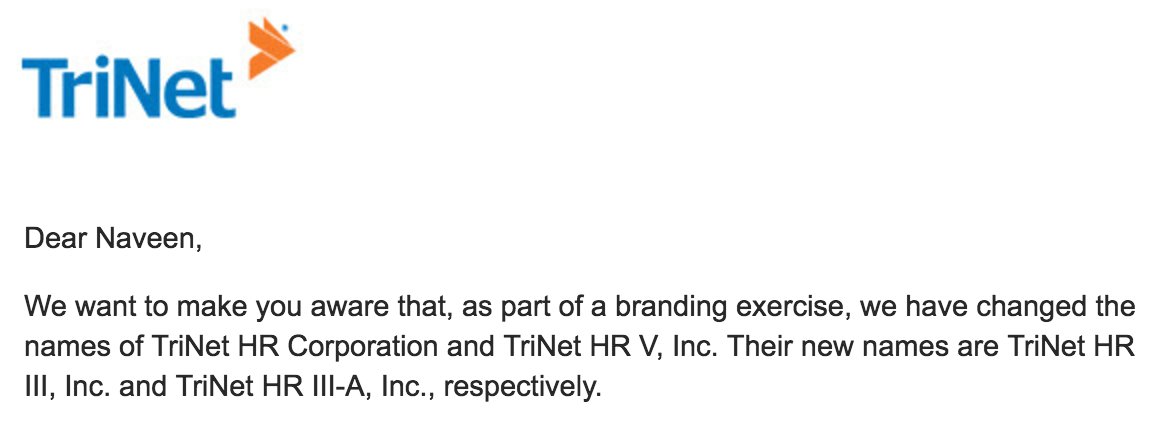 TriNet
Dear Naveen,
We want to make you aware that, as part of a branding exercise, we have changed the
names of TriNet HR Corporation and TriNet HR V, Inc. Their new names are TriNet HR
III, Inc. and TriNet HR III-A, Inc., respectively.